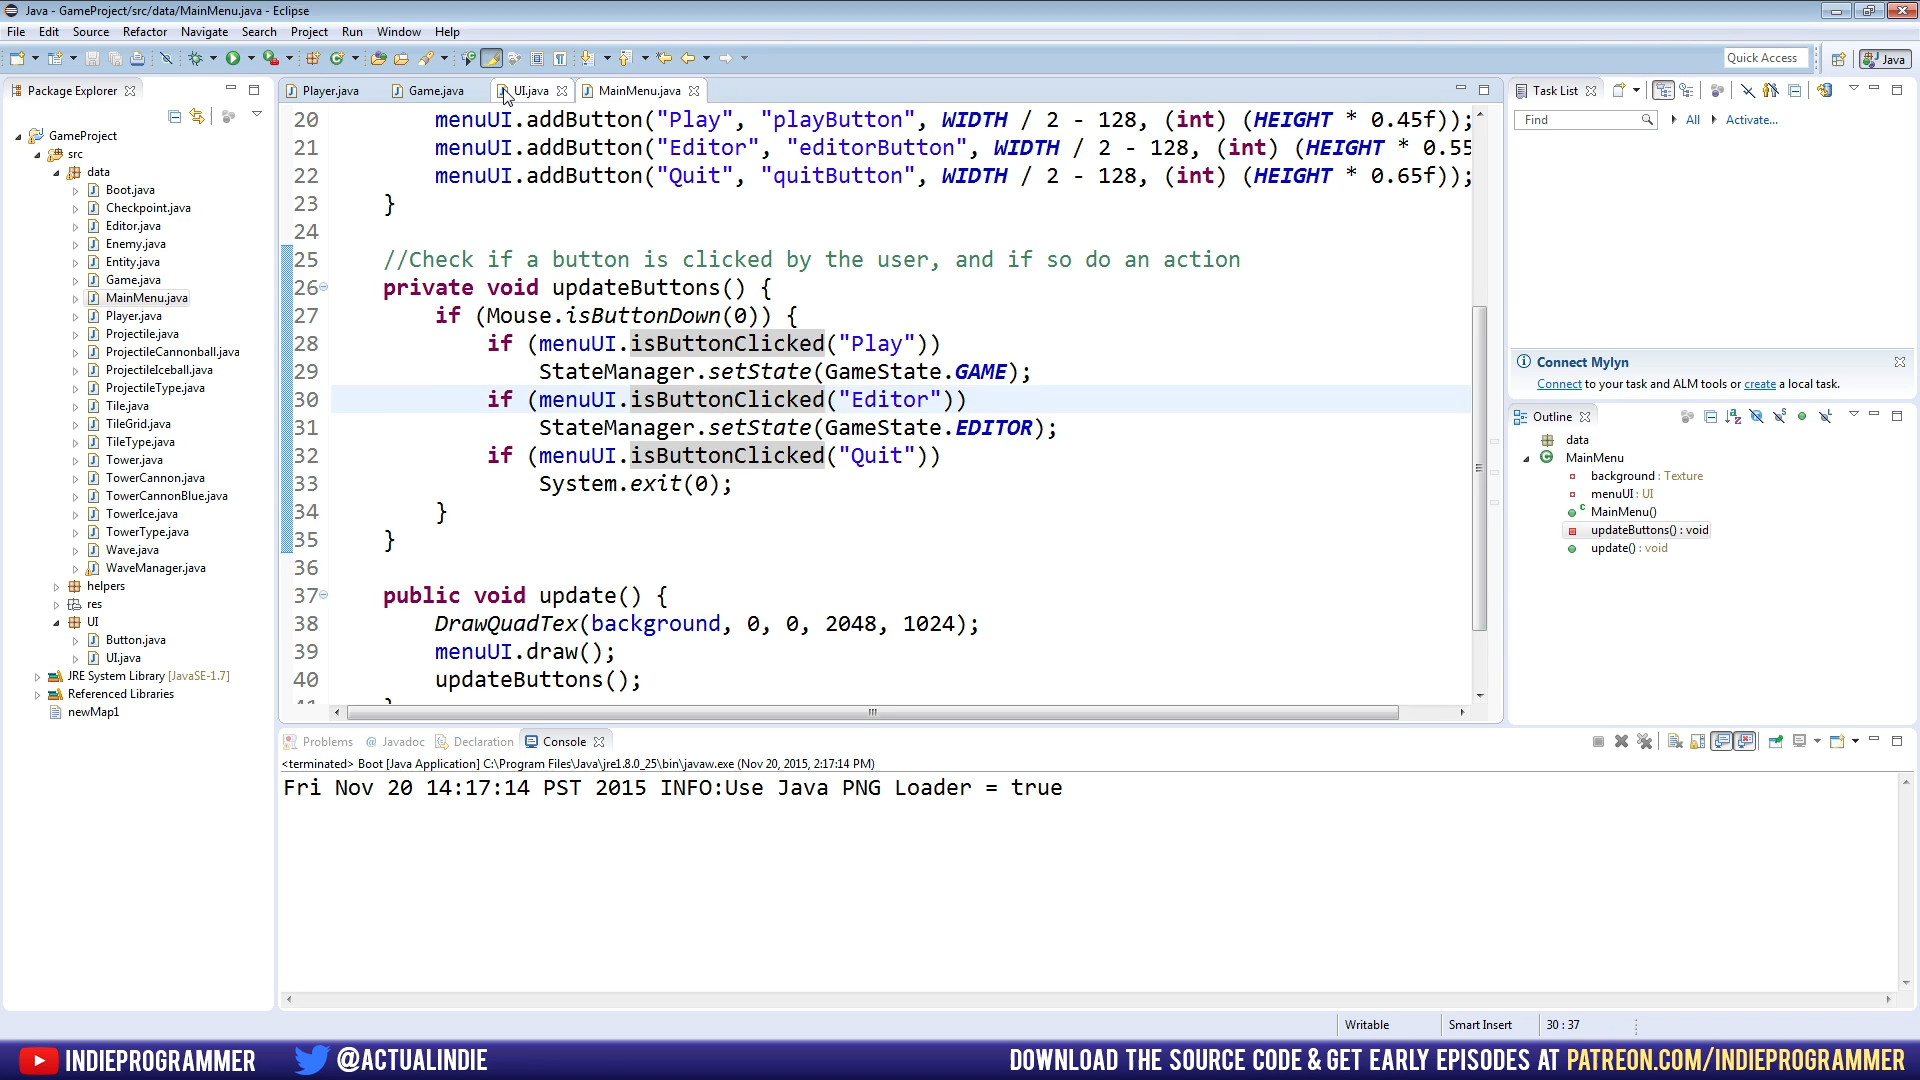 Java - GameProject/src/data/MainMenu.java - Eclipse
File Edit Source Refactor Navigate Search Project Run Window Help
Quick Access
Java
Package Explorer
GameProject
src
data
Boot.java
Checkpoint.java
Editor.java
Enemy.java
Entity.java
Game.java
MainMenu.java
Player.java
Projectile.java
ProjectileCannonball.java
ProjectileIceball.java
ProjectileType.java
Tile.java
TileGrid.java
TileType.java
Tower.java
TowerCannon.java
TowerCannonBlue.java
TowerIce.java
TowerType.java
Wave.java
WaveManager.java
helpers
res
UI
Button.java
UI.java
JRE System Library [JavaSE-1.7]
Referenced Libraries
newMap1
Player.java Game.java UI.java MainMenu.java
20 menuUI.addButton("Play", "playButton", WIDTH / 2 - 128, (int) (HEIGHT * 0.45f));
21 menuUI.addButton("Editor", "editorButton", WIDTH / 2 - 128, (int) (HEIGHT * 0.55
22 menuUI.addButton("Quit", "quitButton", WIDTH / 2 - 128, (int) (HEIGHT * 0.65f));
23 }
24
25 //Check if a button is clicked by the user, and if so do an action
26 private void updateButtons() {
27 if (Mouse.isButtonDown(0)) {
28 if (menuUI.isButtonClicked("Play"))
29 StateManager.setState(GameState.GAME);
30 if (menuUI.isButtonClicked("Editor"))
31 StateManager.setState(GameState.EDITOR);
32 if (menuUI.isButtonClicked("Quit"))
33 System.exit(0);
34 }
35 }
36
37 public void update() {
38 DrawQuadTex(background, 0, 0, 2048, 1024);
39 menuUI.draw();
40 updateButtons();
Task List
Find All Activate...
Connect Mylyn
Connect to your task and ALM tools or create a local task.
Outline
data
MainMenu
background : Texture
menuUI : UI
MainMenu()
updateButtons() : void
update() : void
Problems Javadoc Declaration Console
<terminated> Boot [Java Application] C:\Program Files\Java\jre1.8.0_25\bin\javaw.exe (Nov 20, 2015, 2:17:14 PM)
Fri Nov 20 14:17:14 PST 2015 INFO:Use Java PNG Loader = true
Writable Smart Insert 30 : 37
INDIEPROGRAMMER @ACTUALINDIE DOWNLOAD THE SOURCE CODE & GET EARLY EPISODES AT PATREON.COM/INDIEPROGRAMMER